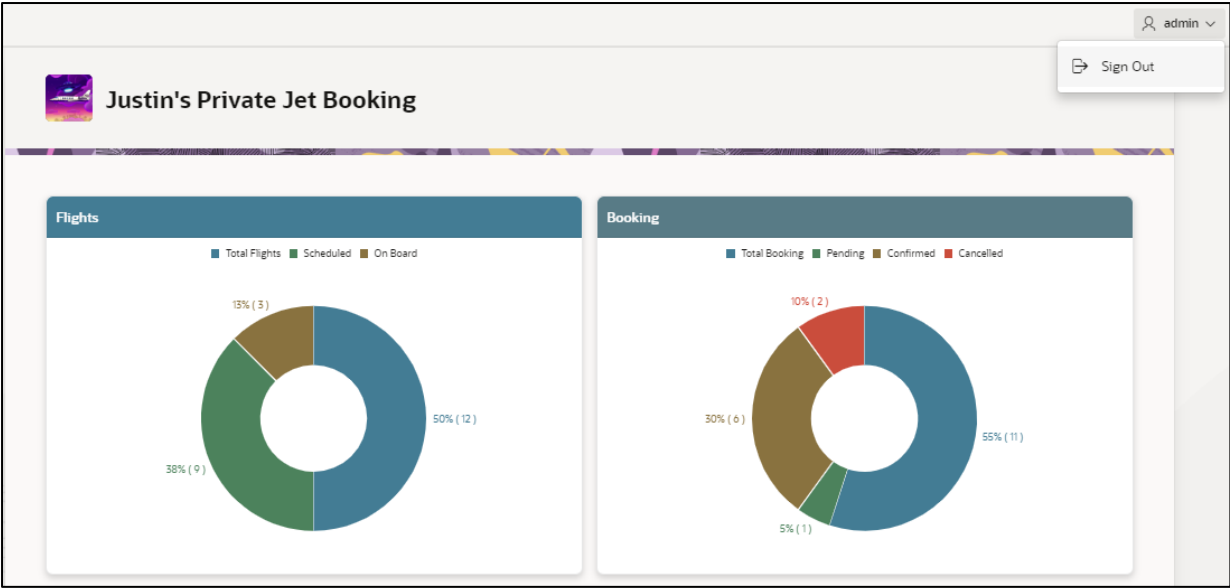 admin
Sign Out
Justin's Private Jet Booking
Flights
Total Flights Scheduled On Board
13% ( 3 )
50% ( 12 )
38% ( 9 )
Booking
Total Booking Pending Confirmed Cancelled
10% ( 2 )
30% ( 6 )
55% ( 11 )
5% ( 1 )